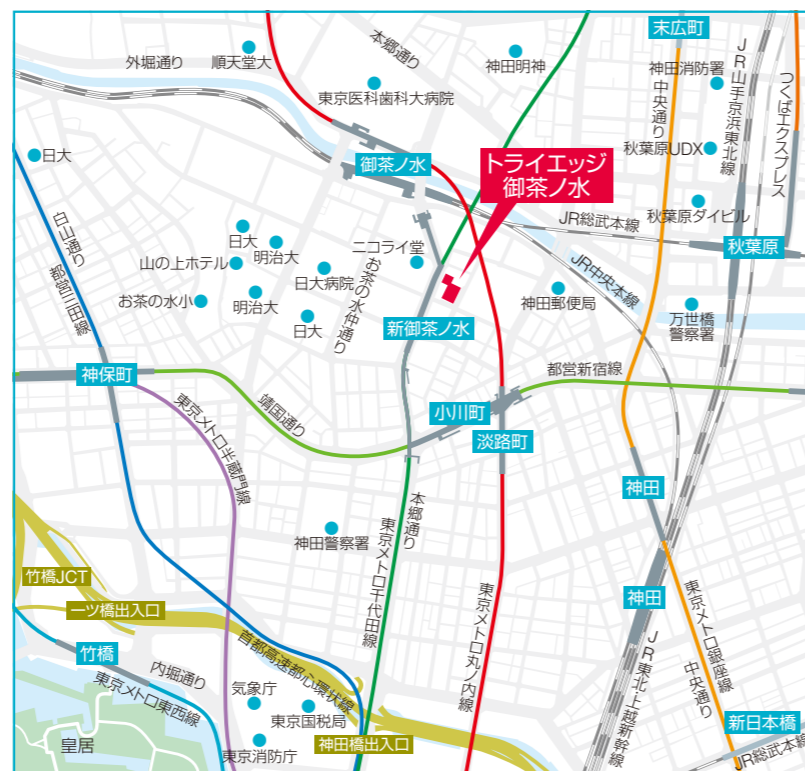 末広町
本郷通り
外堀通り
順天堂大
神田明神
神田消防署
東京医科歯科大病院
中央通り
JR山手京浜東北線
つくばエクスプレス
秋葉原UDX
日大
御茶ノ水
トライエッジ
御茶ノ水
秋葉原ダイビル
JR総武本線
秋葉原
白山通り
都営三田線
日大
明治大
山の上ホテル
日大病院
お茶の水仲通り
ニコライ堂
JR中央本線
お茶の水小
明治大
日大
新御茶ノ水
神田郵便局
万世橋
警察署
神保町
都営新宿線
靖国通り
小川町
淡路町
東京メトロ半蔵門線
神田
本郷通り
神田警察署
東京メトロ千代田線
竹橋JCT
一ツ橋出入口
神田
東京メトロ丸ノ内線
東京メトロ銀座線
中央通り
JR東北・上越新幹線
竹橋
内堀通り
東京メトロ東西線
首都高速都心環状線
気象庁
東京国税局
新日本橋
皇居
東京消防庁
神田橋出入口
JR総武本線